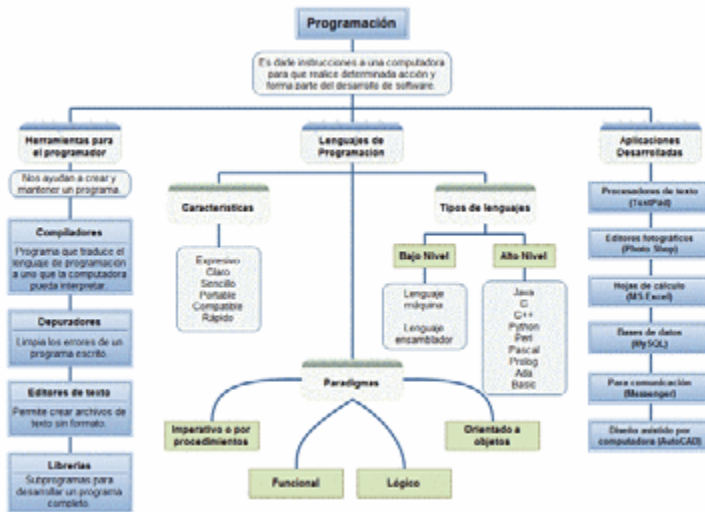 Programación
Es darle instrucciones a una computadora
para que realice determinada acción y
forma parte del desarrollo de software.
Herramientas para
el programador
Nos ayudan a crear y
mantener un programa.
Compiladores
Programa que traduce el
lenguaje de programación
a uno que la computadora
pueda interpretar.
Depuradores
Limpia los errores de un
programa escrito.
Editores de texto
Permite crear archivos de
texto sin formato.
Librerías
Subprogramas para
desarrollar un programa
completo.
Lenguajes de
Programación
Características
Expresivo
Claro
Sencillo
Portable
Compatible
Rápido
Tipos de lenguajes
Bajo Nivel
Lenguaje
máquina
Lenguaje
ensamblador
Alto Nivel
Java
C
C++
Python
Perl
Pascal
Prolog
Ada
Basic
Paradigmas
Imperativo o por
procedimientos
Funcional
Lógico
Orientado a
objetos
Aplicaciones
Desarrolladas
Procesadores de texto
(TextPad)
Editores fotográficos
(Photo Shop)
Hojas de cálculo
(MS Excel)
Bases de datos
(MySQL)
Para comunicación
(Messenger)
Diseño asistido por
computadora (AutoCAD)